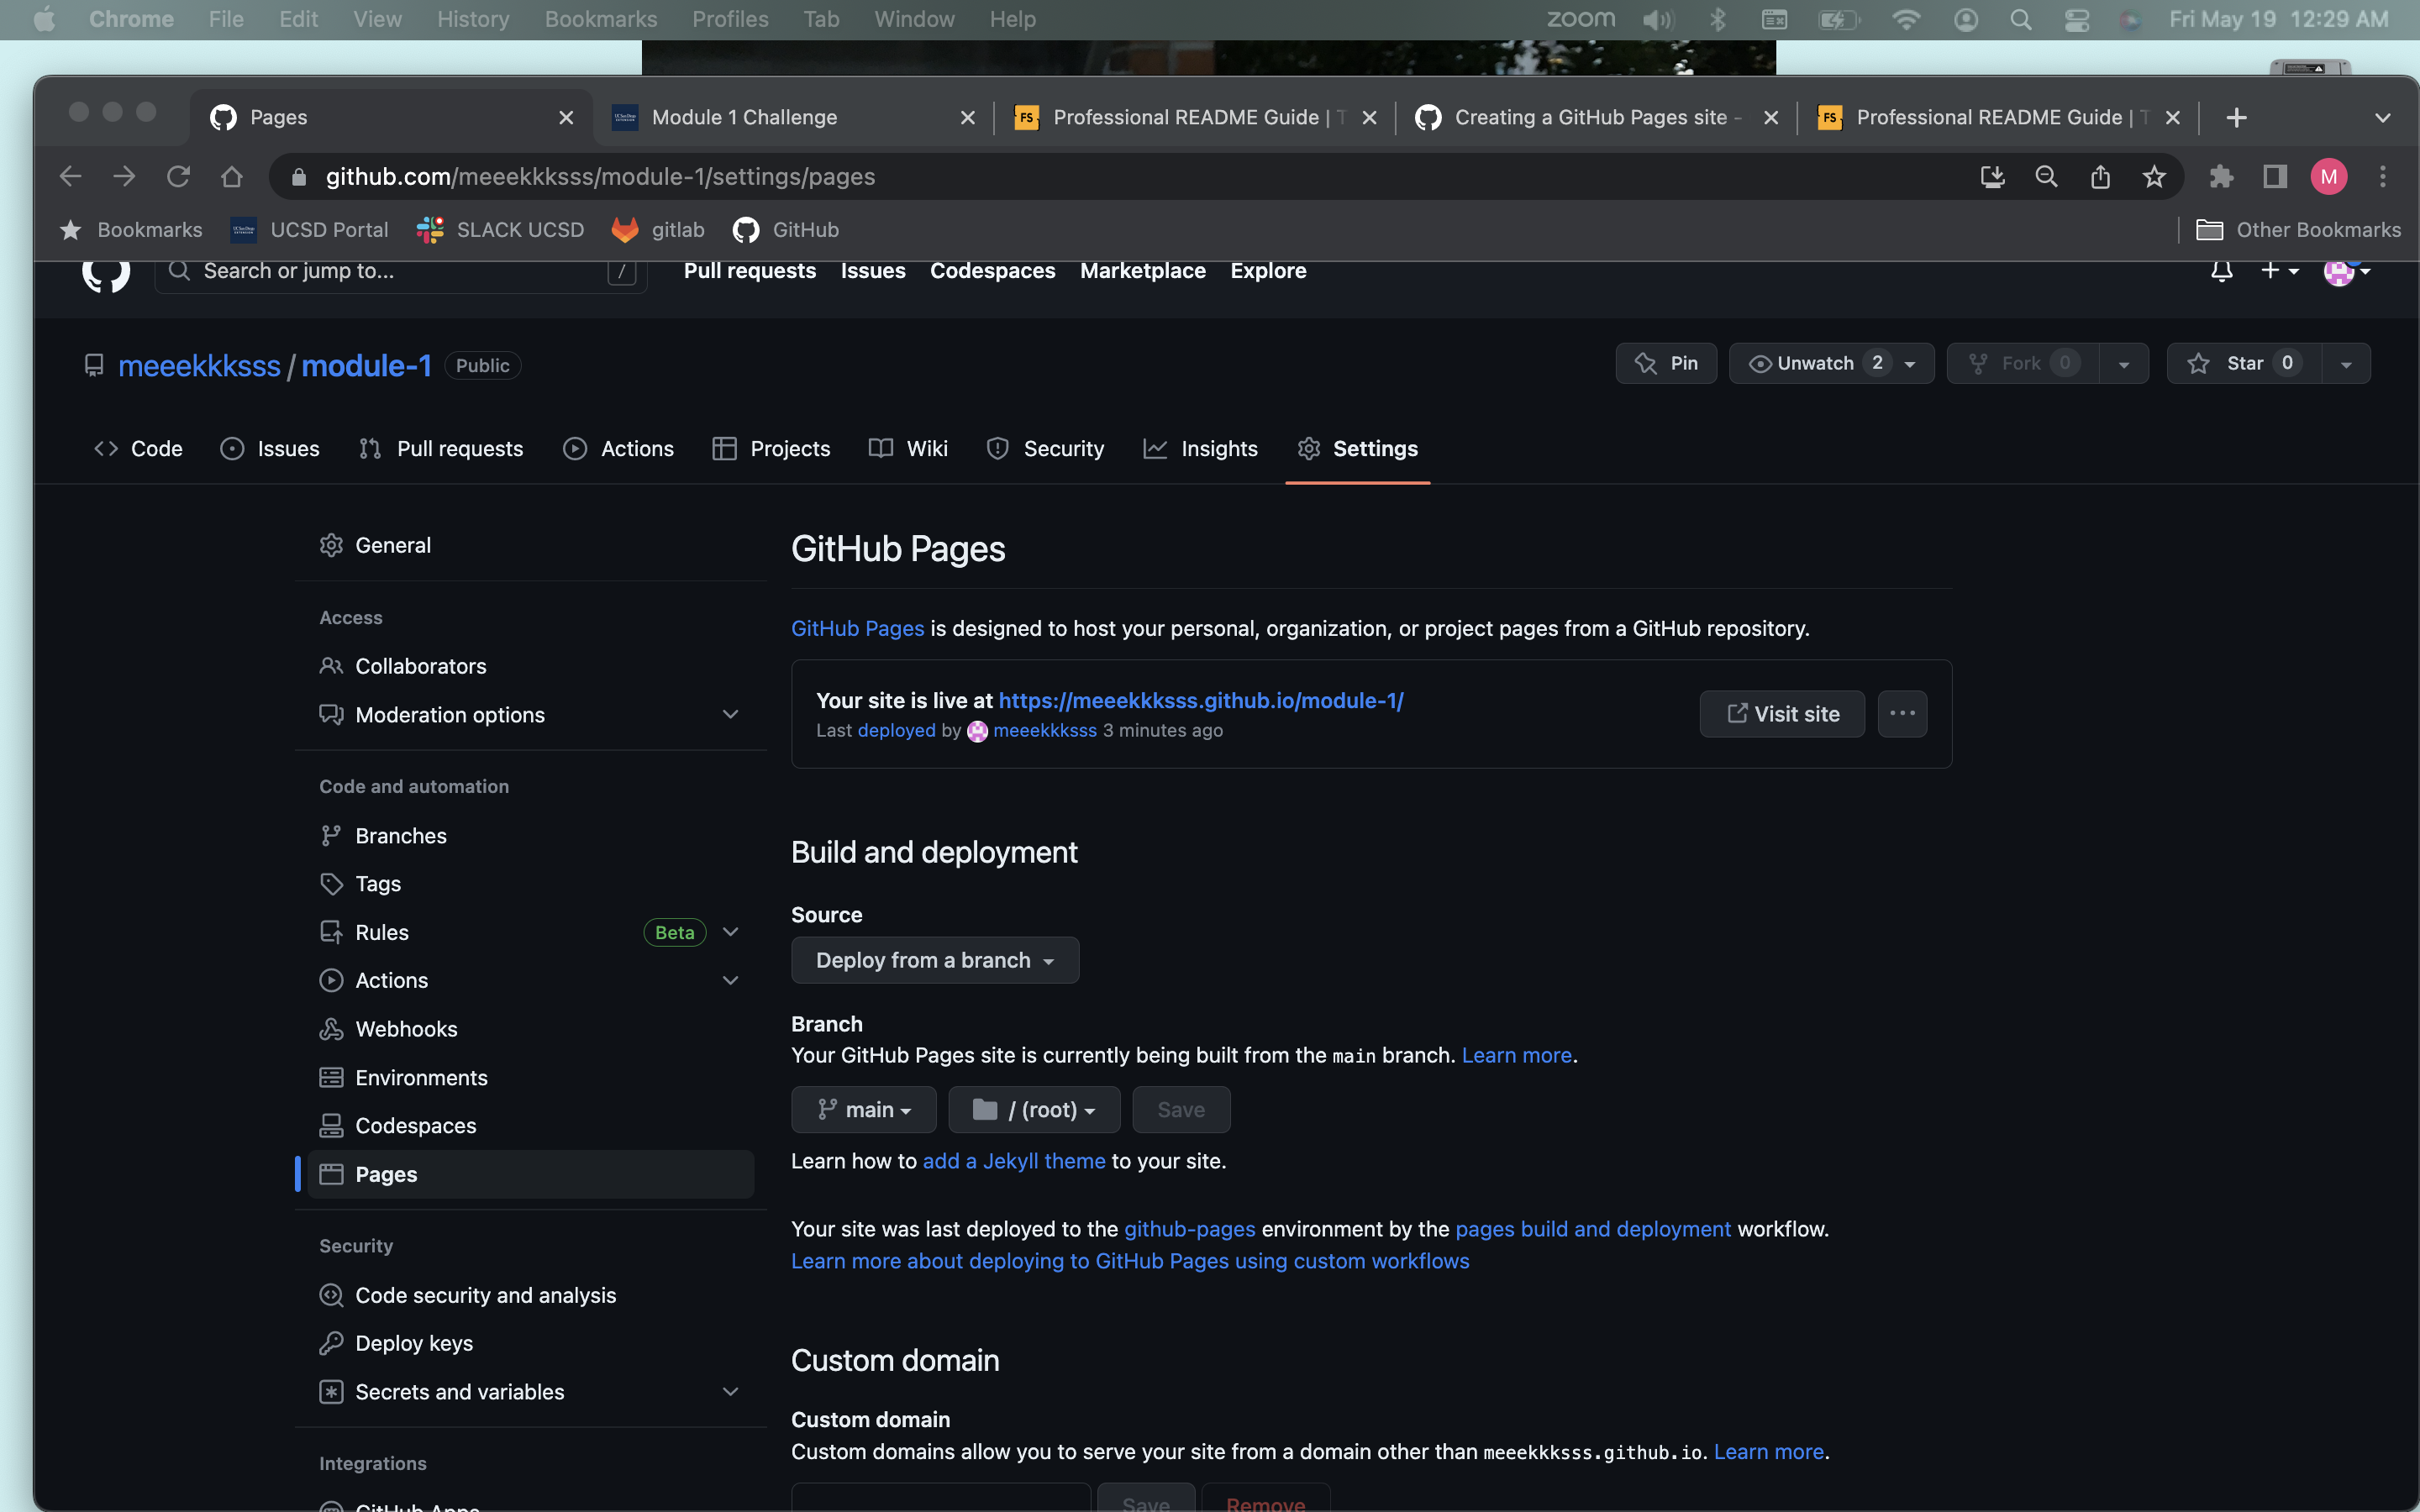 Chrome File Edit View History Bookmarks Profiles Tab Window Help zoom Fri May 19 12:29 AM
Pages Module 1 Challenge Professional README Guide | T Creating a GitHub Pages site - Professional README Guide | T
github.com/meeekkksss/module-1/settings/pages M
Bookmarks UCSD Portal SLACK UCSD gitlab GitHub Other Bookmarks
Search or jump to... / Pull requests Issues Codespaces Marketplace Explore
meeekkksss / module-1 Public Pin Unwatch 2 Fork 0 Star 0
Code Issues Pull requests Actions Projects Wiki Security Insights Settings
General
Access
Collaborators
Moderation options
Code and automation
Branches
Tags
Rules Beta
Actions
Webhooks
Environments
Codespaces
Pages
Security
Code security and analysis
Deploy keys
Secrets and variables
Integrations
GitHub Apps
GitHub Pages
GitHub Pages is designed to host your personal, organization, or project pages from a GitHub repository.
Your site is live at https://meeekkksss.github.io/module-1/
Last deployed by meeekkksss 3 minutes ago
Visit site
Build and deployment
Source
Deploy from a branch
Branch
Your GitHub Pages site is currently being built from the main branch. Learn more.
main / (root) Save
Learn how to add a Jekyll theme to your site.
Your site was last deployed to the github-pages environment by the pages build and deployment workflow.
Learn more about deploying to GitHub Pages using custom workflows
Custom domain
Custom domain
Custom domains allow you to serve your site from a domain other than meeekkksss.github.io. Learn more.
Save Remove